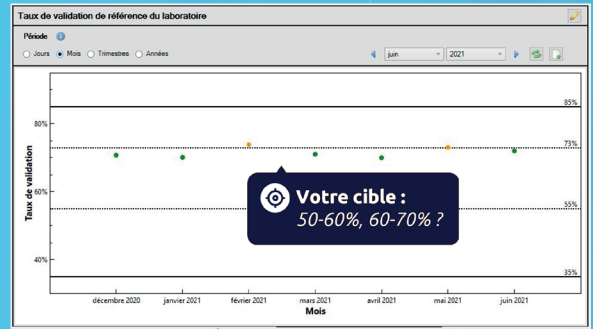 Taux de validation de référence du laboratoire
Période
Jours Mois Trimestres Années
juin 2021
85%
80%
73%
60%
55%
40%
35%
Taux de validation
Votre cible :
50-60%, 60-70% ?
décembre 2020 janvier 2021 février 2021 mars 2021 avril 2021 mai 2021 juin 2021
Mois